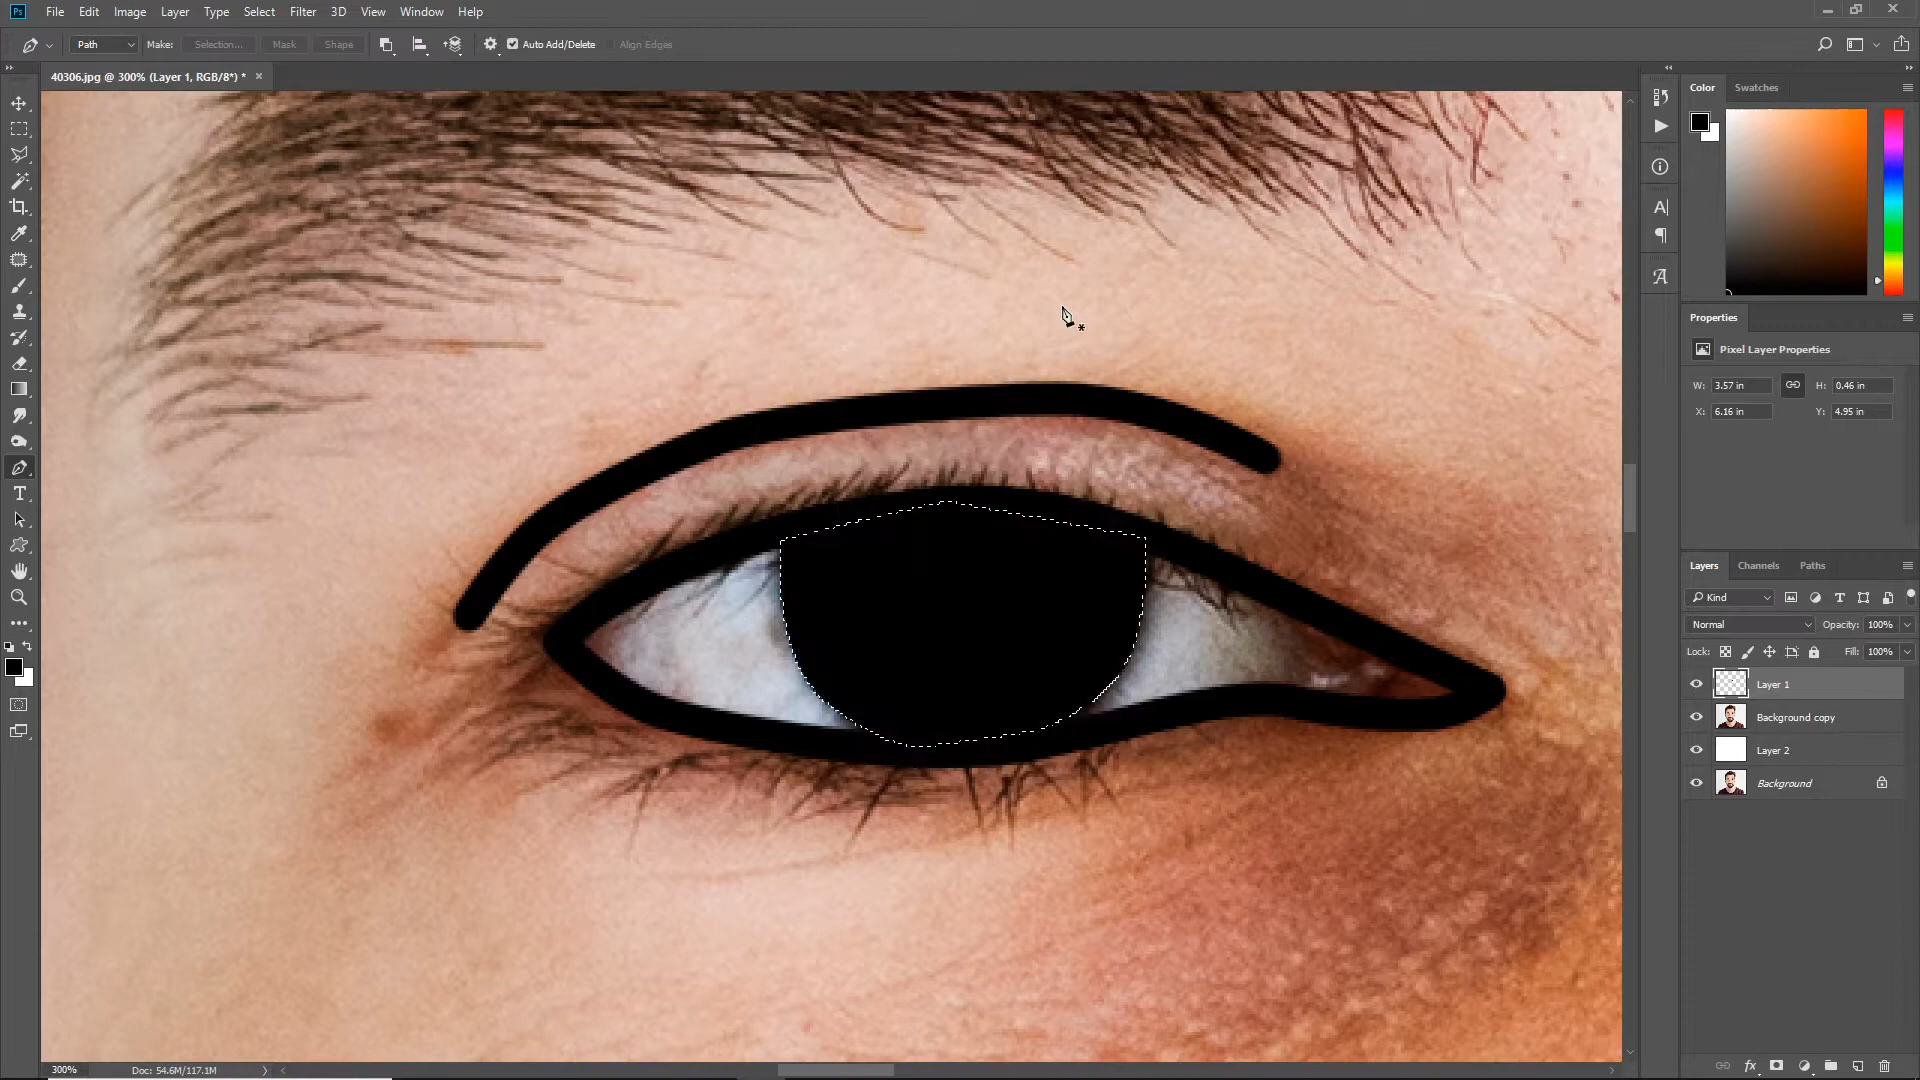 Ps File Edit Image Layer Type Select Filter 3D View Window Help
Path Make: Selection... Mask Shape Auto Add/Delete Align Edges
40306.jpg @ 300% (Layer 1, RGB/8*) * ×
Color Swatches
Properties
Pixel Layer Properties
W: 3.57 in H: 0.46 in
X: 6.16 in Y: 4.95 in
Layers Channels Paths
Kind
Normal Opacity: 100%
Lock: Fill: 100%
Layer 1
Background copy
Layer 2
Background
300% Doc: 54.6M/117.1M